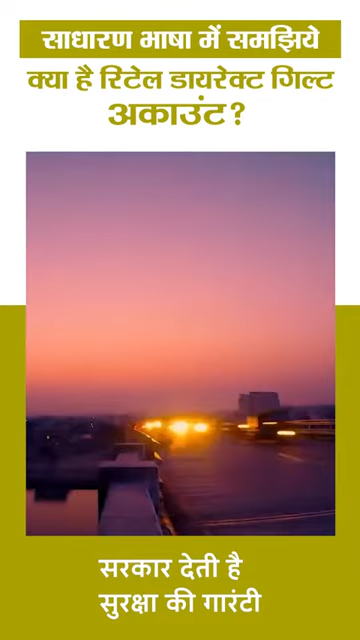 साधारण भाषा में समझिये
क्या है रिटेल डायरेक्ट गिल्ट
अकाउंट?
सरकार देती है
सुरक्षा की गारंटी